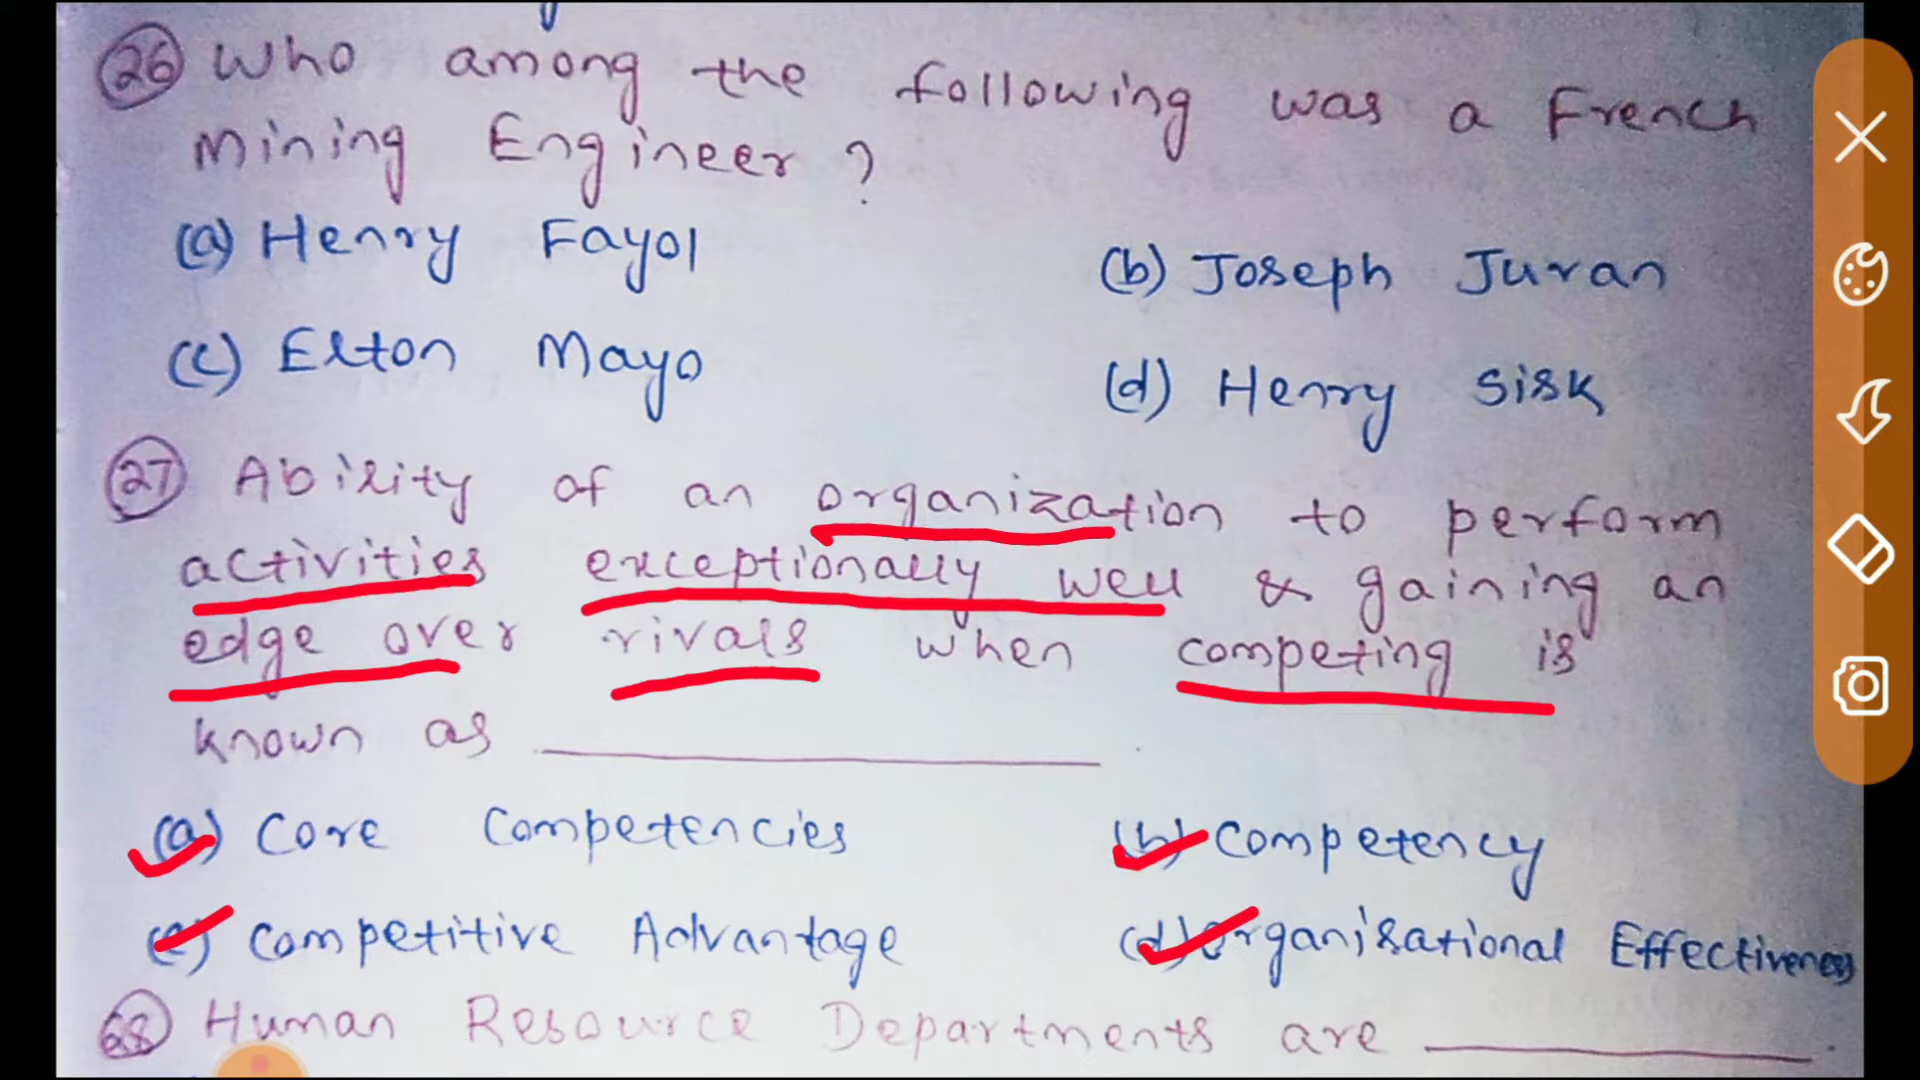 26 Who among the following was a French
Mining Engineer ?
(a) Henry Fayol
(b) Joseph Juran
(c) Elton Mayo
(d) Henry Sisk
27 Ability of an organization to perform
activities exceptionally well & gaining an
edge over rivals when competing is
known as ____________
(a) Core Competencies
(b) Competency
(c) Competitive Advantage
(d) Organisational Effectiveness
28 Human Resource Departments are ____________.